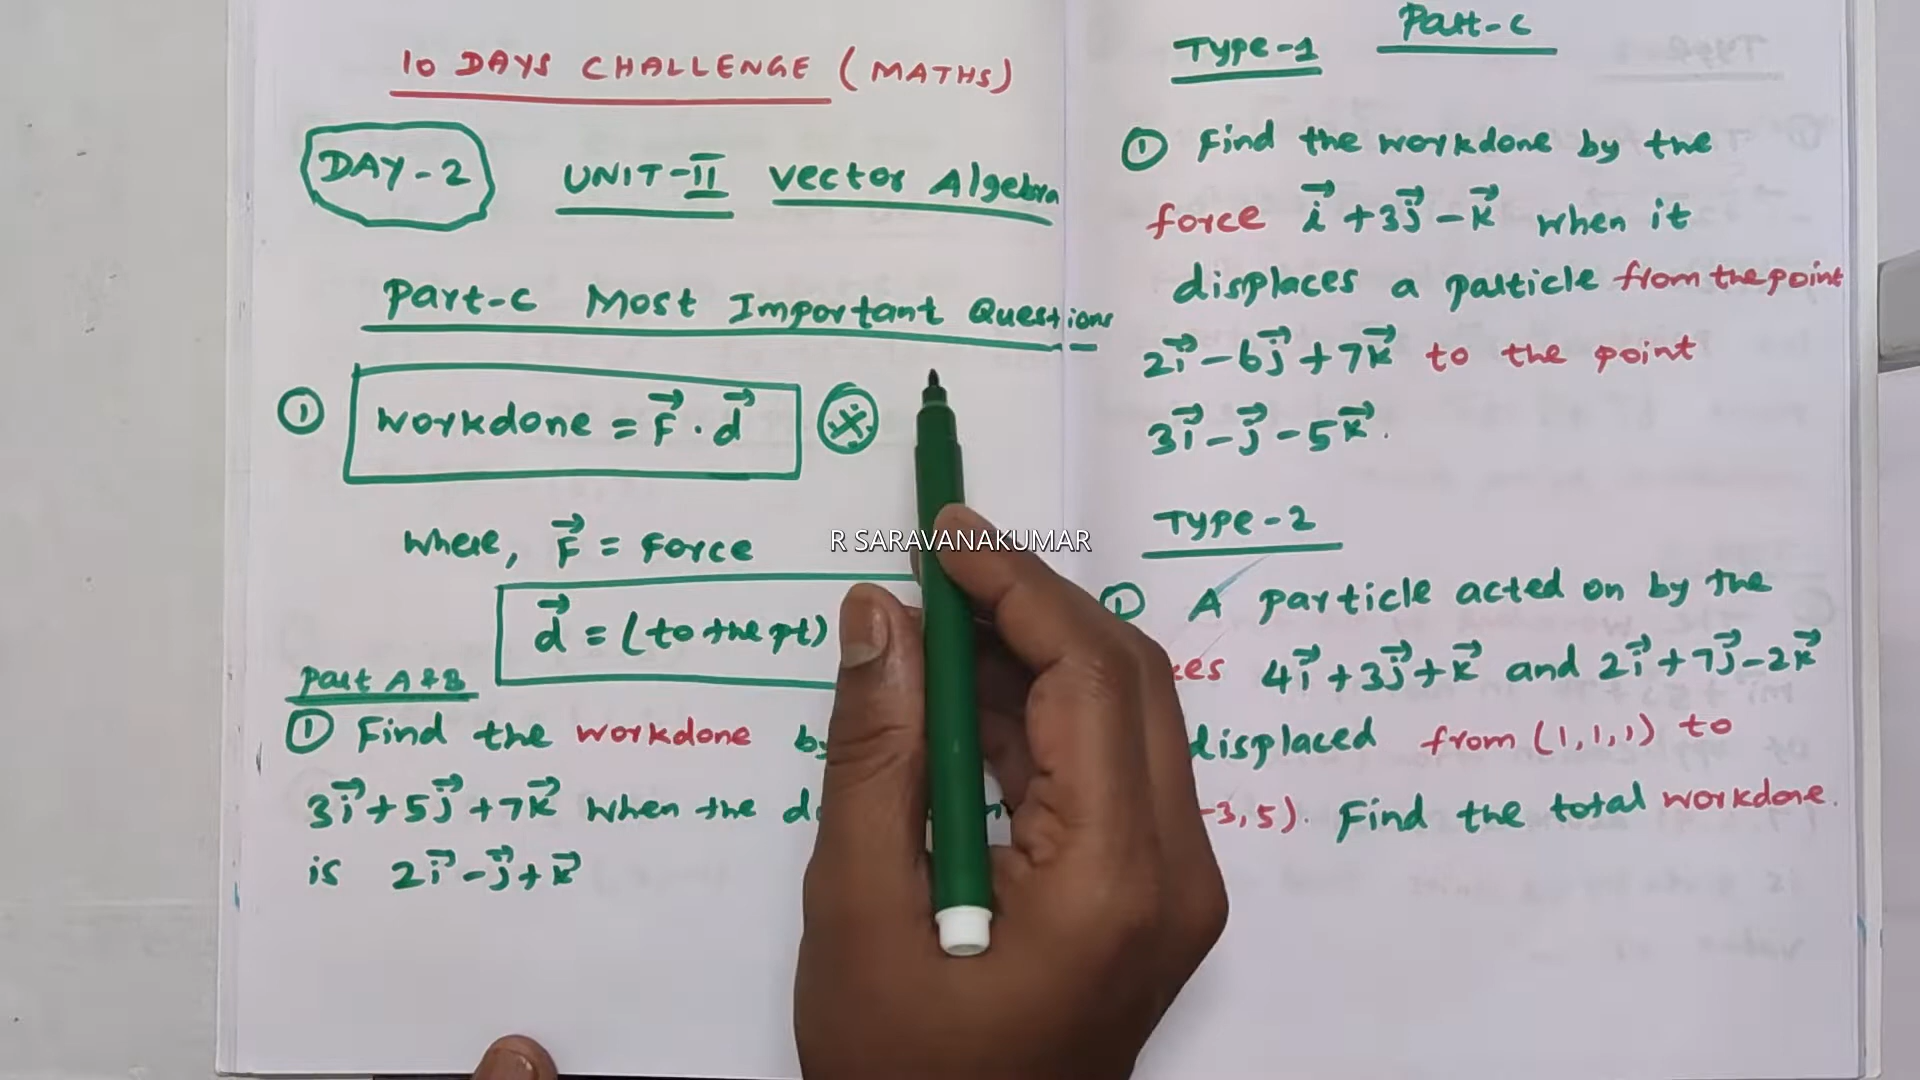 10 DAYS CHALLENGE (MATHS)
DAY-2 UNIT-II Vector Algebra
Part-C Most Important Questions
① Workdone = F⃗ . d⃗
where, F⃗ = Force
d⃗ = (to the pt)
Part A & B
① Find the workdone
3i⃗ + 5j⃗ + 7k⃗ when the
is 2i⃗ - j⃗ + k⃗
R SARAVANAKUMAR
Part-C
Type-1
① Find the workdone by the
force i⃗ + 3j⃗ - k⃗ when it
displaces a particle from the point
2i⃗ - 6j⃗ + 7k⃗ to the point
3i⃗ - j⃗ - 5k⃗.
Type-2
① A particle acted on by the
4i⃗ + 3j⃗ + k⃗ and 2i⃗ + 7j⃗ - 2k⃗
displaced from (1,1,1) to
-3,5). Find the total workdone.